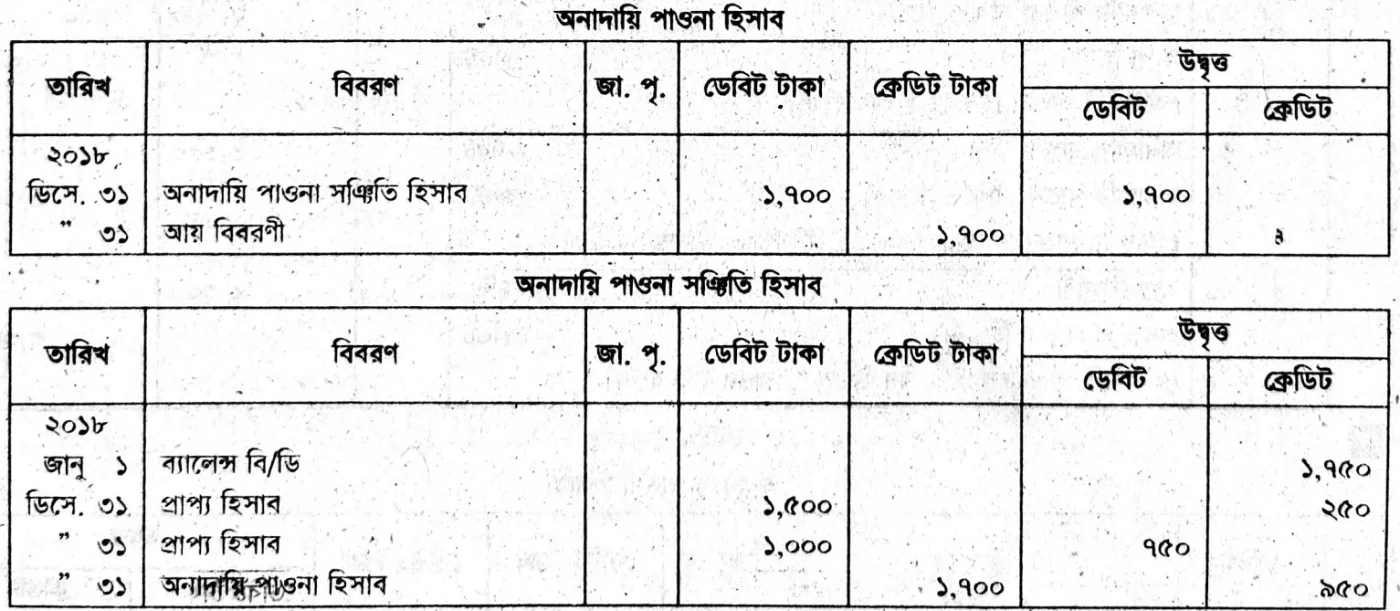 অনাদায়ি পাওনা হিসাব
তারিখ বিবরণ জা. পৃ. ডেবিট টাকা ক্রেডিট টাকা উদ্বৃত্ত
ডেবিট ক্রেডিট
২০১৮
ডিসে. ৩১ অনাদায়ি পাওনা সঞ্চিতি হিসাব ১,৭০০ ১,৭০০
” ৩১ আয় বিবরণী ১,৭০০
অনাদায়ি পাওনা সঞ্চিতি হিসাব
তারিখ বিবরণ জা. পৃ. ডেবিট টাকা ক্রেডিট টাকা উদ্বৃত্ত
ডেবিট ক্রেডিট
২০১৮
জানু ১ ব্যালেন্স বি/ডি ১,৭৫০
ডিসে. ৩১ প্রাপ্য হিসাব ১,৫০০ ২৫০
” ৩১ প্রাপ্য হিসাব ১,০০০ ৭৫০
” ৩১ অনাদায়ি পাওনা হিসাব ১,৭০০ ৯৫০